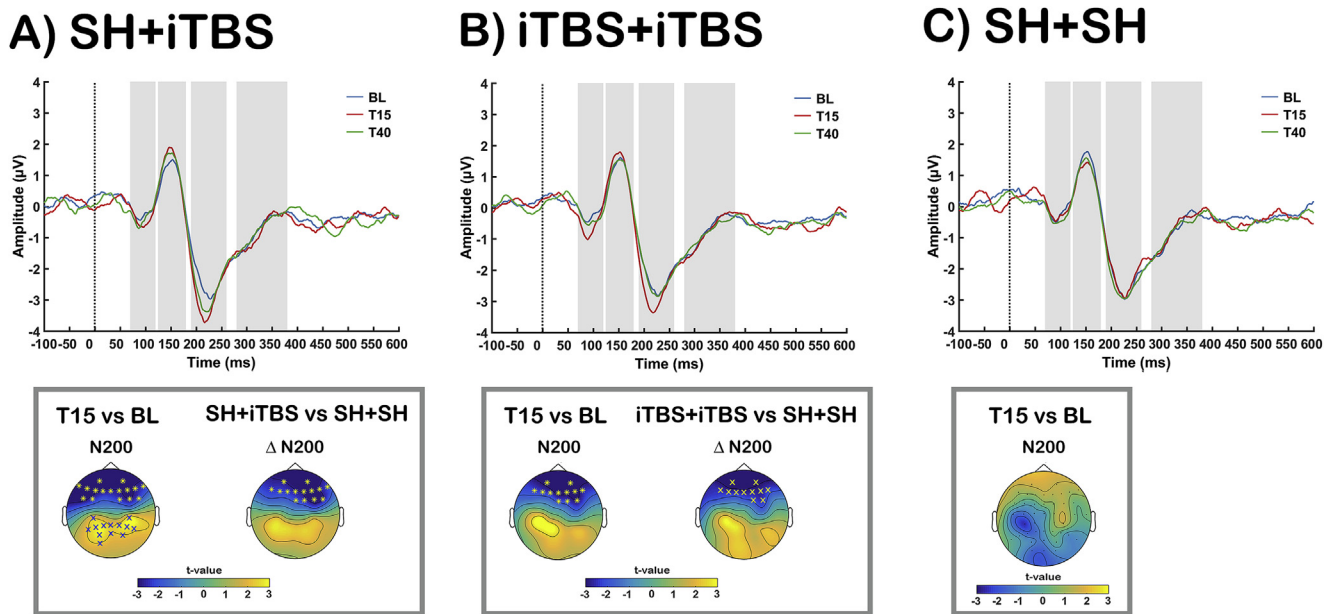 A) SH+iTBS
4
3
2
1
0
-1
-2
-3
-4
Amplitude (µV)
BL
T15
T40
-100 -50 0 50 100 150 200 250 300 350 400 450 500 550 600
Time (ms)
T15 vs BL
SH+iTBS vs SH+SH
N200
Δ N200
t-value
-3 -2 -1 0 1 2 3
B) iTBS+iTBS
4
3
2
1
0
-1
-2
-3
-4
Amplitude (µV)
BL
T15
T40
-100 -50 0 50 100 150 200 250 300 350 400 450 500 550 600
Time (ms)
T15 vs BL
iTBS+iTBS vs SH+SH
N200
Δ N200
t-value
-3 -2 -1 0 1 2 3
C) SH+SH
4
3
2
1
0
-1
-2
-3
-4
Amplitude (µV)
BL
T15
T40
-100 -50 0 50 100 150 200 250 300 350 400 450 500 550 600
Time (ms)
T15 vs BL
N200
t-value
-3 -2 -1 0 1 2 3